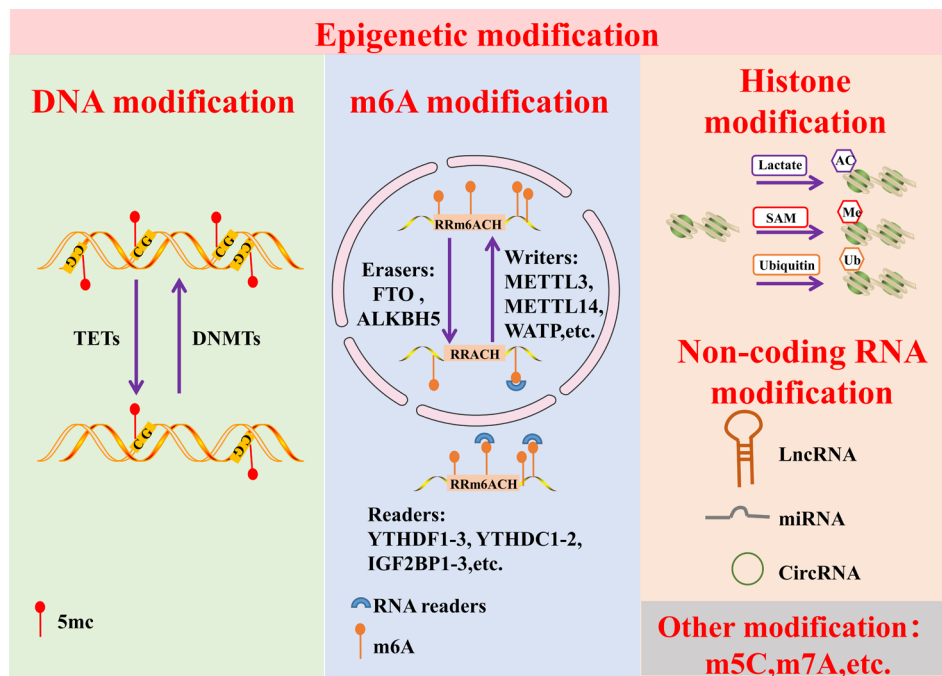 Epigenetic modification
DNA modification
CG
CG
CG
CG
TETs
DNMTs
CG
CG
5mc
m6A modification
RRm6ACH
Erasers:
FTO ,
ALKBH5
Writers:
METTL3,
METTL14,
WATP,etc.
RRACH
RRm6ACH
Readers:
YTHDF1-3, YTHDC1-2,
IGF2BP1-3,etc.
RNA readers
m6A
Histone
modification
Lactate
AC
SAM
Me
Ubiquitin
Ub
Non-coding RNA
modification
LncRNA
miRNA
CircRNA
Other modification：
m5C,m7A,etc.